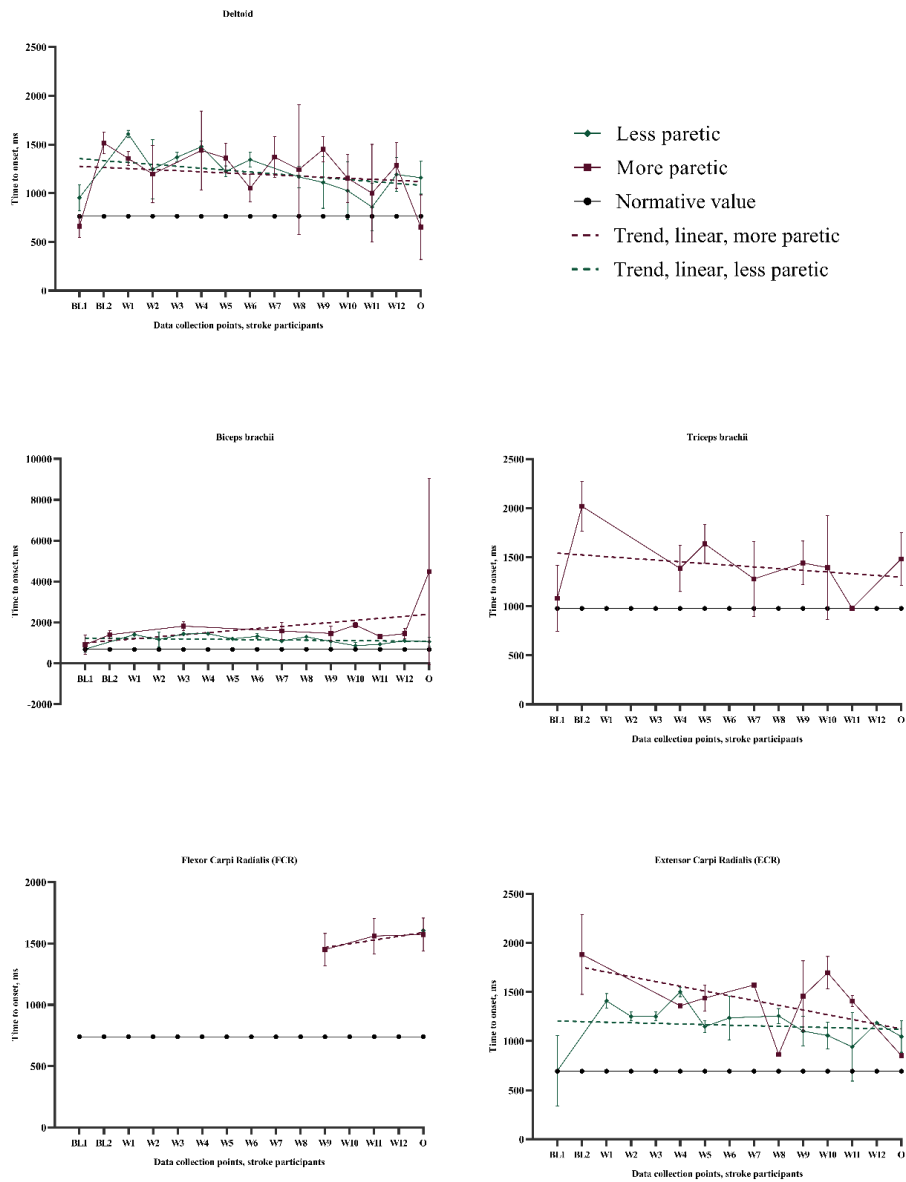 Deltoid
2500
2000
1500
1000
500
0
Time to onset, ms
BL1 BL2 W1 W2 W3 W4 W5 W6 W7 W8 W9 W10 W11 W12 O
Data collection points, stroke participants
Less paretic
More paretic
Normative value
Trend, linear, more paretic
Trend, linear, less paretic
Biceps brachii
10000
8000
6000
4000
2000
0
-2000
Time to onset, ms
BL1 BL2 W1 W2 W3 W4 W5 W6 W7 W8 W9 W10 W11 W12 O
Data collection points, stroke participants
Triceps brachii
2500
2000
1500
1000
500
0
Time to onset, ms
BL1 BL2 W1 W2 W3 W4 W5 W6 W7 W8 W9 W10 W11 W12 O
Data collection points, stroke participants
Flexor Carpi Radialis (FCR)
2000
1500
1000
500
0
Time to onset, ms
BL1 BL2 W1 W2 W3 W4 W5 W6 W7 W8 W9 W10 W11 W12 O
Data collection points, stroke participants
Extensor Carpi Radialis (ECR)
2500
2000
1500
1000
500
0
Time to onset, ms
BL1 BL2 W1 W2 W3 W4 W5 W6 W7 W8 W9 W10 W11 W12 O
Data collection points, stroke participants